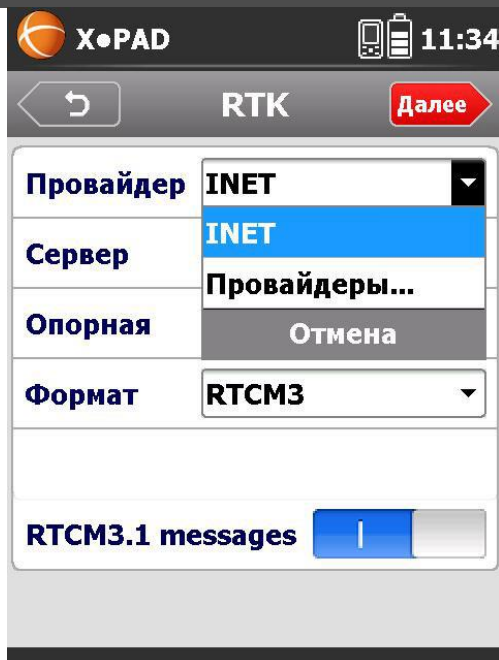 X•PAD 11:34
RTK Далее
Провайдер INET
INET
Сервер
Провайдеры...
Опорная Отмена
Формат RTCM3
RTCM3.1 messages